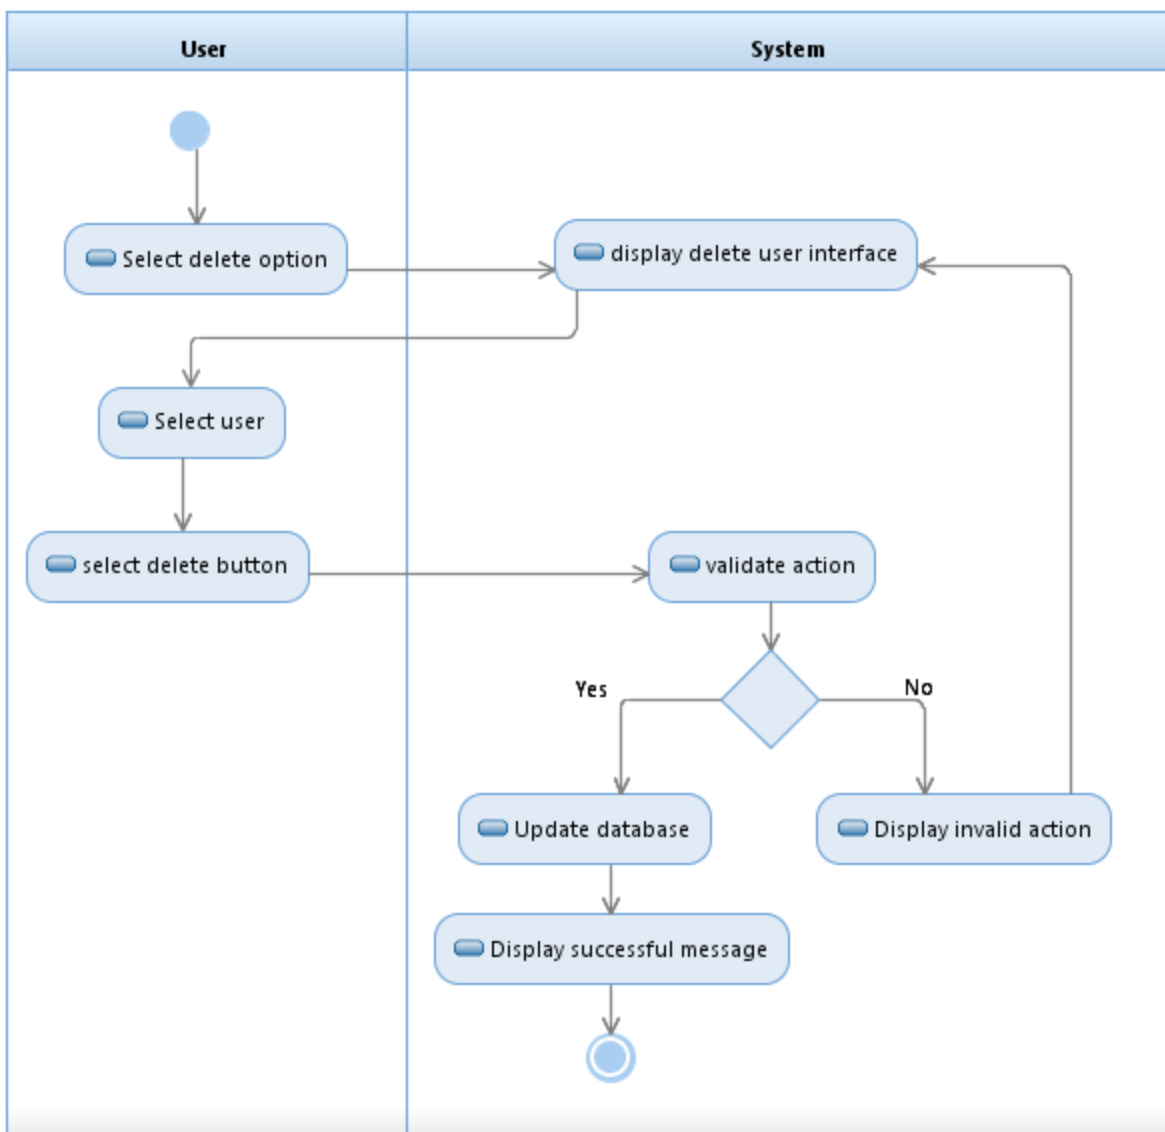 User
System
Select delete option
display delete user interface
Select user
select delete button
validate action
Yes
No
Update database
Display invalid action
Display successful message